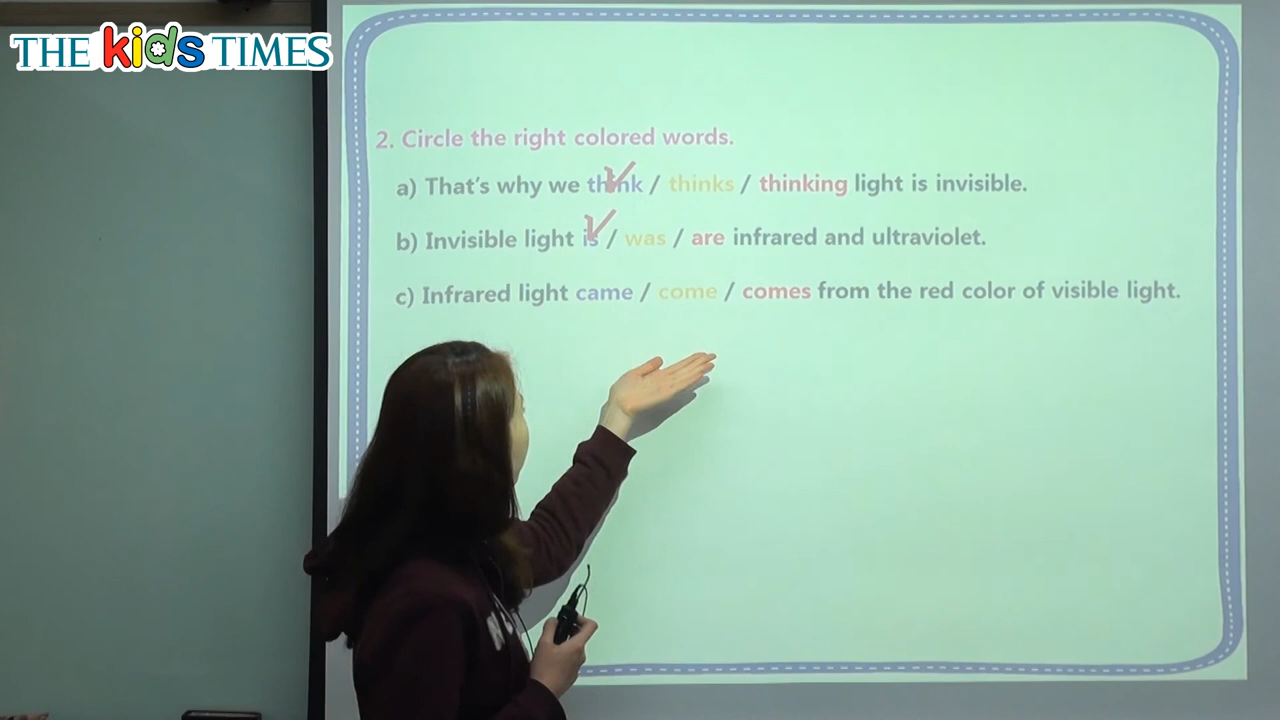 THE kids TIMES
2. Circle the right colored words.
a) That's why we think / thinks / thinking light is invisible.
b) Invisible light is / was / are infrared and ultraviolet.
c) Infrared light came / come / comes from the red color of visible light.